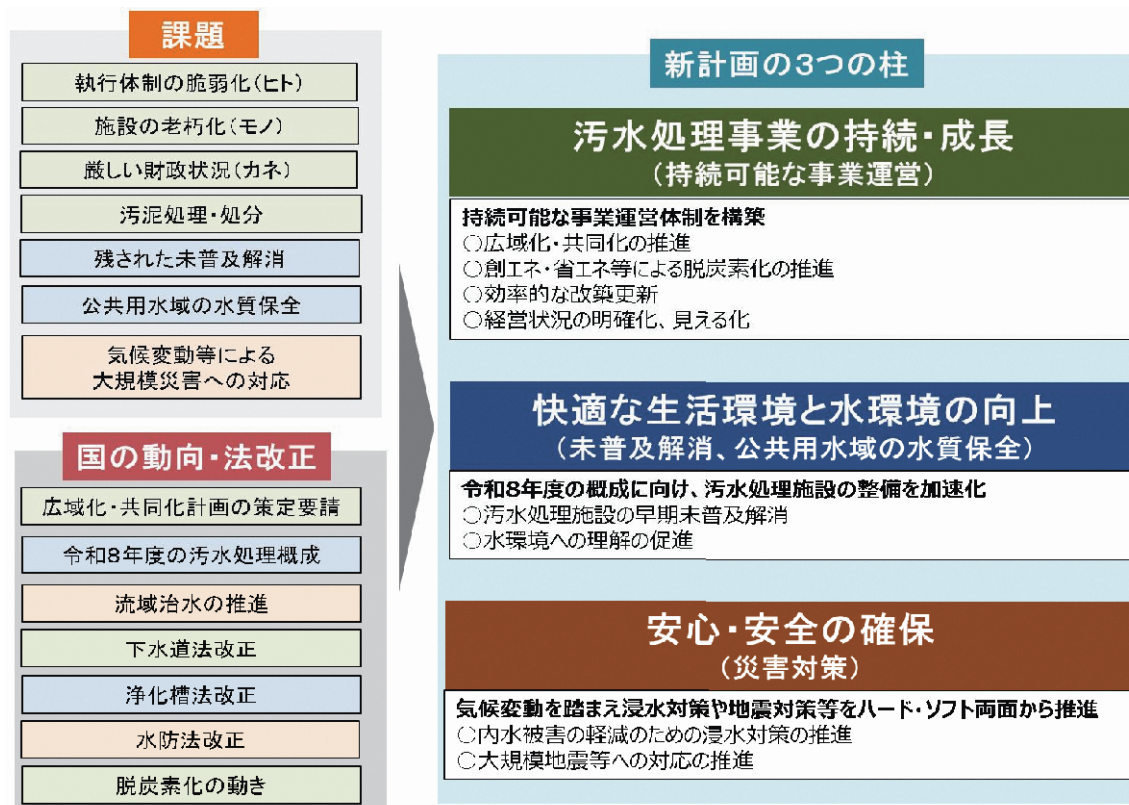 課題
執行体制の脆弱化(ヒト)
施設の老朽化(モノ)
厳しい財政状況(カネ)
汚泥処理・処分
残された未普及解消
公共用水域の水質保全
気候変動等による
大規模災害への対応
国の動向・法改正
広域化・共同化計画の策定要請
令和8年度の汚水処理概成
流域治水の推進
下水道法改正
浄化槽法改正
水防法改正
脱炭素化の動き
新計画の3つの柱
汚水処理事業の持続・成長
(持続可能な事業運営)
持続可能な事業運営体制を構築
○広域化・共同化の推進
○創エネ・省エネ等による脱炭素化の推進
○効率的な改築更新
○経営状況の明確化、見える化
快適な生活環境と水環境の向上
(未普及解消、公共用水域の水質保全)
令和8年度の概成に向け、汚水処理施設の整備を加速化
○汚水処理施設の早期未普及解消
○水環境への理解の促進
安心・安全の確保
(災害対策)
気候変動を踏まえ浸水対策や地震対策等をハード・ソフト両面から推進
○内水被害の軽減のための浸水対策の推進
○大規模地震等への対応の推進